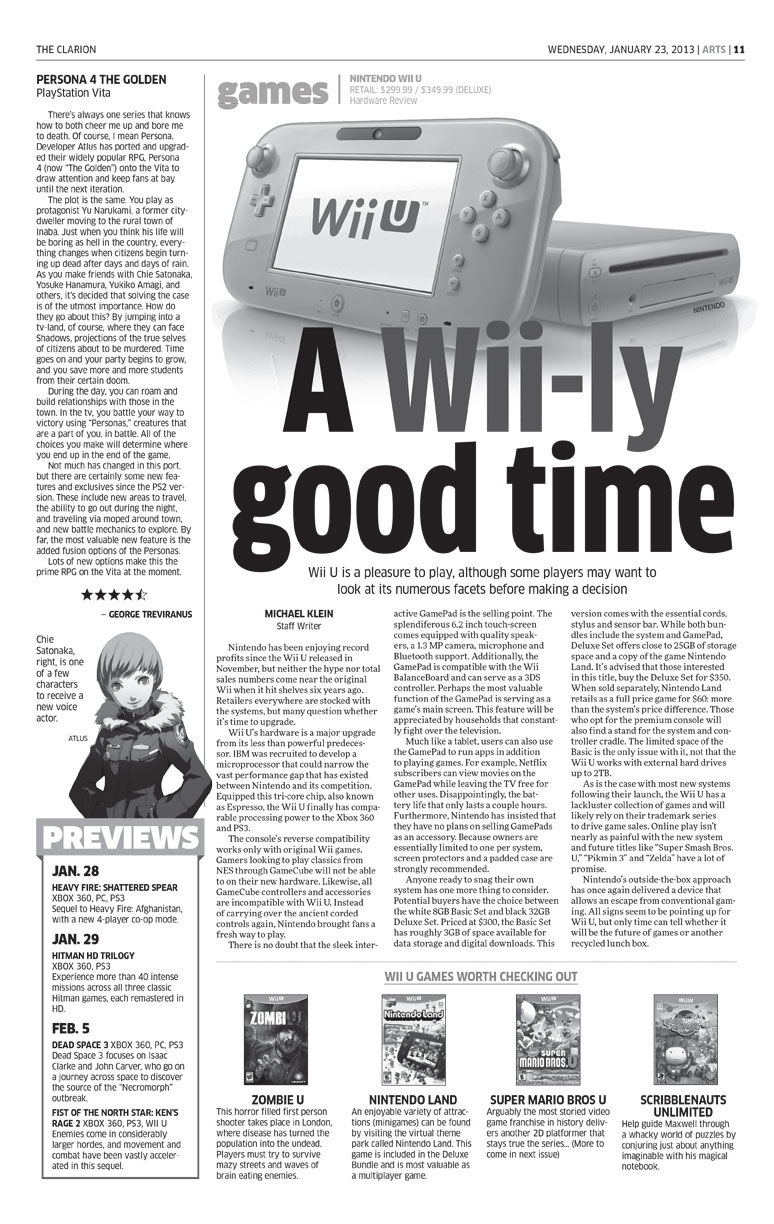 THE CLARION
WEDNESDAY, JANUARY 23, 2013 | ARTS | 11
PERSONA 4 THE GOLDEN
PlayStation Vita
There's always one series that knows
how to both cheer me up and bore me
to death. Of course, I mean Persona.
Developer Atlus has ported and upgrad-
ed their widely popular RPG, Persona
4 (now "The Golden") onto the Vita to
draw attention and keep fans at bay
until the next iteration.
The plot is the same. You play as
protagonist Yu Narukami, a former city-
dweller moving to the rural town of
Inaba. Just when you think his life will
be boring as hell in the country, every-
thing changes when citizens begin turn-
ing up dead after days and days of rain.
As you make friends with Chie Satonaka,
Yosuke Hanamura, Yukiko Amagi, and
others, it's decided that solving the case
is of the utmost importance. How do
they go about this? By jumping into a
tv-land, of course, where they can face
Shadows, projections of the true selves
of citizens about to be murdered. Time
goes on and your party begins to grow,
and you save more and more students
from their certain doom.
During the day, you can roam and
build relationships with those in the
town. In the tv, you battle your way to
victory using "Personas," creatures that
are a part of you, in battle. All of the
choices you make will determine where
you end up in the end of the game.
Not much has changed in this port,
but there are certainly some new fea-
tures and exclusives since the PS2 ver-
sion. These include new areas to travel,
the ability to go out during the night,
and traveling via moped around town,
and new battle mechanics to explore. By
far, the most valuable new feature is the
added fusion options of the Personas.
Lots of new options make this the
prime RPG on the Vita at the moment.
– GEORGE TREVIRANUS
Chie
Satonaka,
right, is one
of a few
characters
to receive a
new voice
actor.
ATLUS
PREVIEWS
JAN. 28
HEAVY FIRE: SHATTERED SPEAR
XBOX 360, PC, PS3
Sequel to Heavy Fire: Afghanistan,
with a new 4-player co-op mode.
JAN. 29
HITMAN HD TRILOGY
XBOX 360, PS3
Experience more than 40 intense
missions across all three classic
Hitman games, each remastered in
HD.
FEB. 5
DEAD SPACE 3 XBOX 360, PC, PS3
Dead Space 3 focuses on Isaac
Clarke and John Carver, who go on
a journey across space to discover
the source of the "Necromorph"
outbreak.
FIST OF THE NORTH STAR: KEN'S
RAGE 2 XBOX 360, PS3, WII U
Enemies come in considerably
larger hordes, and movement and
combat have been vastly acceler-
ated in this sequel.
games
NINTENDO WII U
RETAIL: $299.99 / $349.99 (DELUXE)
Hardware Review
Wii U™
Wii U
NINTENDO
A Wii-ly
good time
Wii U is a pleasure to play, although some players may want to
look at its numerous facets before making a decision
MICHAEL KLEIN
Staff Writer
Nintendo has been enjoying record
profits since the Wii U released in
November, but neither the hype nor total
sales numbers come near the original
Wii when it hit shelves six years ago.
Retailers everywhere are stocked with
the systems, but many question whether
it's time to upgrade.
Wii U's hardware is a major upgrade
from its less than powerful predeces-
sor. IBM was recruited to develop a
microprocessor that could narrow the
vast performance gap that has existed
between Nintendo and its competition.
Equipped this tri-core chip, also known
as Espresso, the Wii U finally has compa-
rable processing power to the Xbox 360
and PS3.
The console's reverse compatibility
works only with original Wii games.
Gamers looking to play classics from
NES through GameCube will not be able
to on their new hardware. Likewise, all
GameCube controllers and accessories
are incompatible with Wii U. Instead
of carrying over the ancient corded
controls again, Nintendo brought fans a
fresh way to play.
There is no doubt that the sleek inter-
active GamePad is the selling point. The
splendiferous 6.2 inch touch-screen
comes equipped with quality speak-
ers, a 1.3 MP camera, microphone and
Bluetooth support. Additionally, the
GamePad is compatible with the Wii
BalanceBoard and can serve as a 3DS
controller. Perhaps the most valuable
function of the GamePad is serving as a
game's main screen. This feature will be
appreciated by households that constant-
ly fight over the television.
Much like a tablet, users can also use
the GamePad to run apps in addition
to playing games. For example, Netflix
subscribers can view movies on the
GamePad while leaving the TV free for
other uses. Disappointingly, the bat-
tery life that only lasts a couple hours.
Furthermore, Nintendo has insisted that
they have no plans on selling GamePads
as an accessory. Because owners are
essentially limited to one per system,
screen protectors and a padded case are
strongly recommended.
Anyone ready to snag their own
system has one more thing to consider.
Potential buyers have the choice between
the white 8GB Basic Set and black 32GB
Deluxe Set. Priced at $300, the Basic Set
has roughly 3GB of space available for
data storage and digital downloads. This
version comes with the essential cords,
stylus and sensor bar. While both bun-
dles include the system and GamePad,
Deluxe Set offers close to 25GB of storage
space and a copy of the game Nintendo
Land. It's advised that those interested
in this title, buy the Deluxe Set for $350.
When sold separately, Nintendo Land
retails as a full price game for $60: more
than the system's price difference. Those
who opt for the premium console will
also find a stand for the system and con-
troller cradle. The limited space of the
Basic is the only issue with it, not that the
Wii U works with external hard drives
up to 2TB.
As is the case with most new systems
following their launch, the Wii U has a
lackluster collection of games and will
likely rely on their trademark series
to drive game sales. Online play isn't
nearly as painful with the new system
and future titles like "Super Smash Bros.
U," "Pikmin 3" and "Zelda" have a lot of
promise.
Nintendo's outside-the-box approach
has once again delivered a device that
allows an escape from conventional gam-
ing. All signs seem to be pointing up for
Wii U, but only time can tell whether it
will be the future of games or another
recycled lunch box.
WII U GAMES WORTH CHECKING OUT
ZOMBIU
Nintendo Land
SUPER MARIO BROS. U
ZOMBIE U
This horror filled first person
shooter takes place in London,
where disease has turned the
population into the undead.
Players must try to survive
mazy streets and waves of
brain eating enemies.
NINTENDO LAND
An enjoyable variety of attrac-
tions (minigames) can be found
by visiting the virtual theme
park called Nintendo Land. This
game is included in the Deluxe
Bundle and is most valuable as
a multiplayer game.
SUPER MARIO BROS U
Arguably the most storied video
game franchise in history deliv-
ers another 2D platformer that
stays true the series... (More to
come in next issue)
SCRIBBLENAUTS
UNLIMITED
Help guide Maxwell through
a whacky world of puzzles by
conjuring just about anything
imaginable with his magical
notebook.